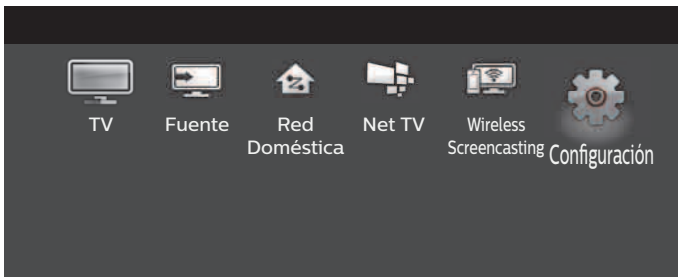 TV
Fuente
Red
Doméstica
Net TV
Wireless
Screencasting
Configuración